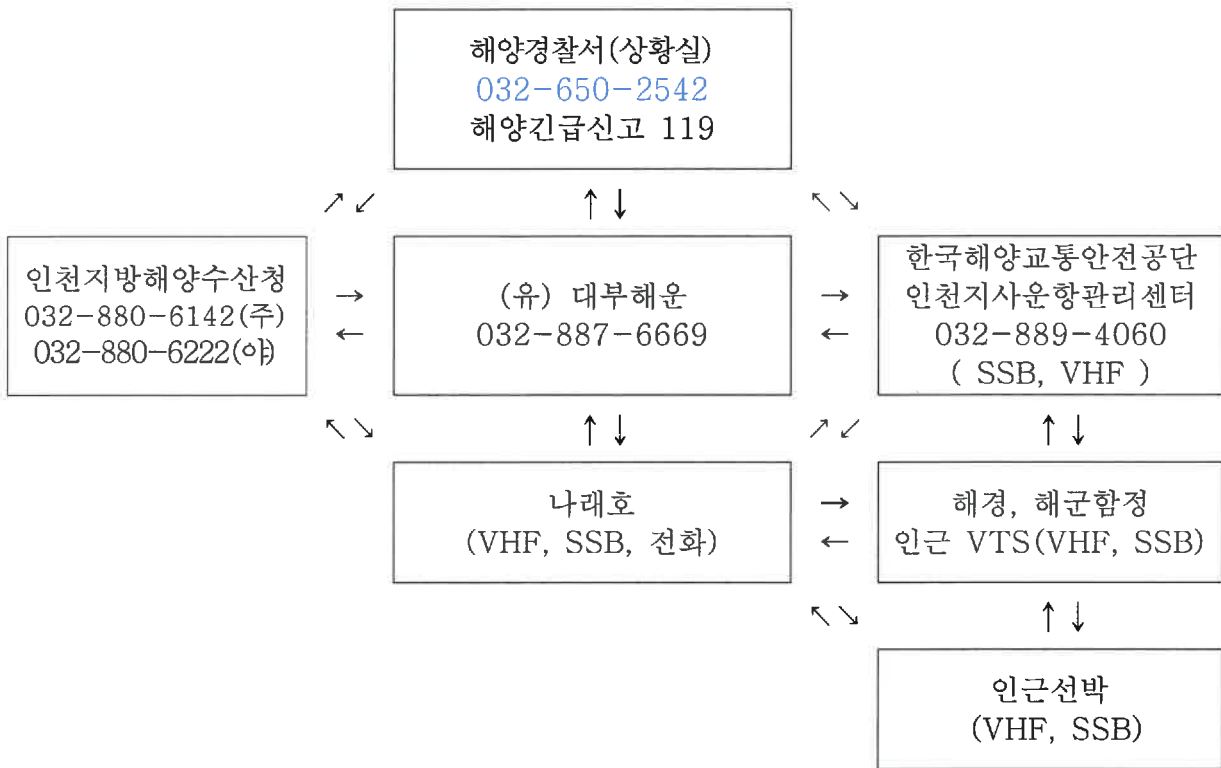 해양경찰서(상황실)
032-650-2542
해양긴급신고 119
↗ ↙ ↑ ↓ ↖ ↘
인천지방해양수산청
032-880-6142(주)
032-880-6222(야)
→
←
(유) 대부해운
032-887-6669
→
←
한국해양교통안전공단
인천지사운항관리센터
032-889-4060
( SSB, VHF )
↖ ↘ ↑ ↓ ↗ ↙ ↑ ↓
나래호
(VHF, SSB, 전화)
→
←
해경, 해군함정
인근 VTS(VHF, SSB)
↖ ↘ ↑ ↓
인근선박
(VHF, SSB)